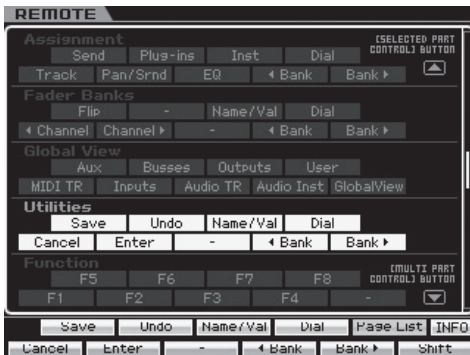 REMOTE
Assignment
[SELECTED PART CONTROL] BUTTON
Send Plug-ins Inst Dial
Track Pan/Srnd EQ ◀ Bank Bank ▶
Fader Banks
Flip - Name/Val Dial
◀ Channel Channel ▶ - ◀ Bank Bank ▶
Global View
Aux Busses Outputs User
MIDI TR Inputs Audio TR Audio Inst GlobalView
Utilities
Save Undo Name/Val Dial
Cancel Enter - ◀ Bank Bank ▶
Function
[MULTI PART CONTROL] BUTTON
F5 F6 F7 F8
F1 F2 F3 F4 -
Save Undo Name/Val Dial Page List INFO
Cancel Enter - ◀ Bank Bank ▶ Shift